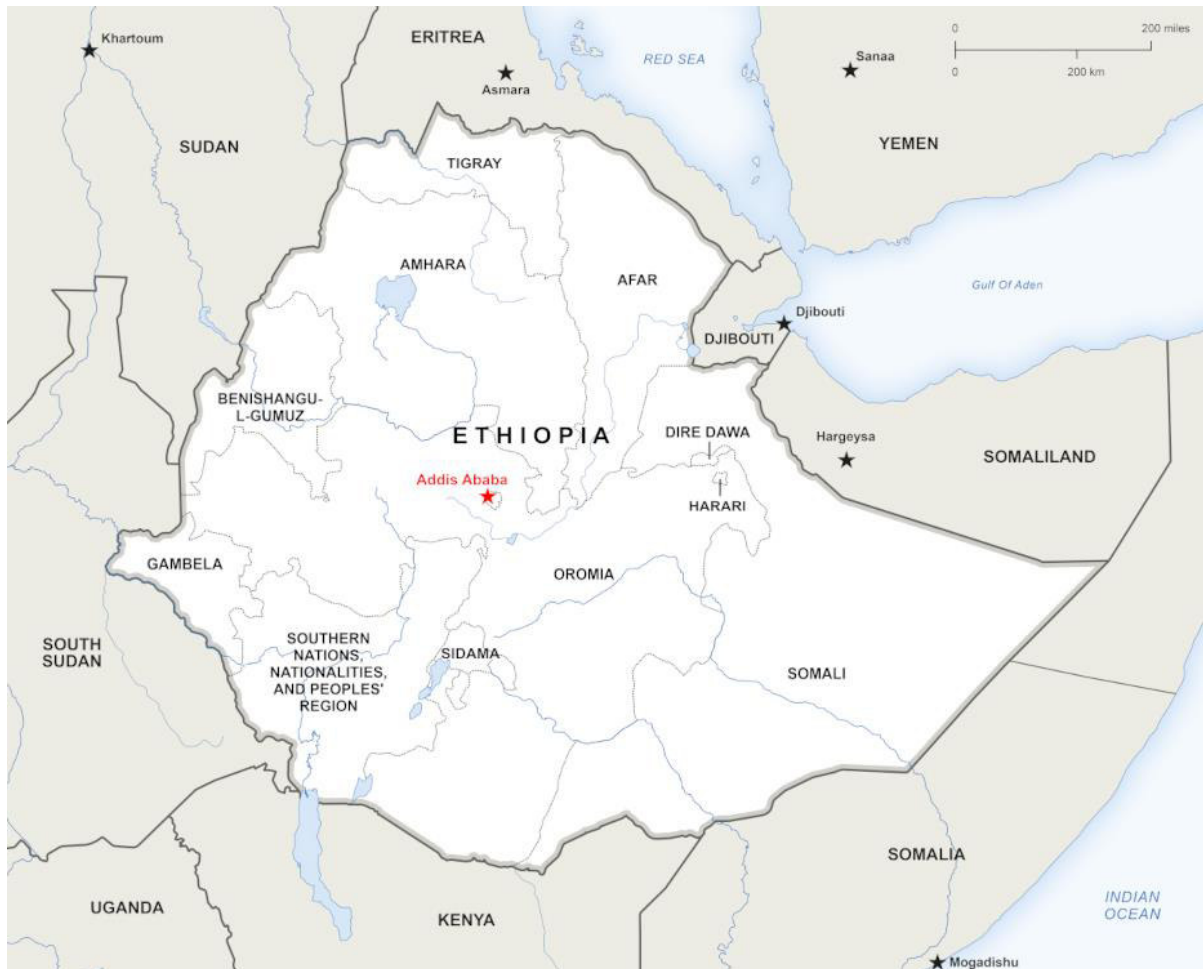 Khartoum
ERITREA
Asmara
RED SEA
Sanaa
0
200 miles
0
200 km
SUDAN
YEMEN
TIGRAY
AMHARA
AFAR
Gulf Of Aden
Djibouti
DJIBOUTI
BENISHANGU-
L-GUMUZ
ETHIOPIA
DIRE DAWA
Hargeysa
SOMALILAND
Addis Ababa
HARARI
GAMBELA
OROMIA
SOUTH
SUDAN
SOUTHERN
NATIONS,
NATIONALITIES,
AND PEOPLES'
REGION
SIDAMA
SOMALI
SOMALIA
UGANDA
KENYA
INDIAN
OCEAN
Mogadishu